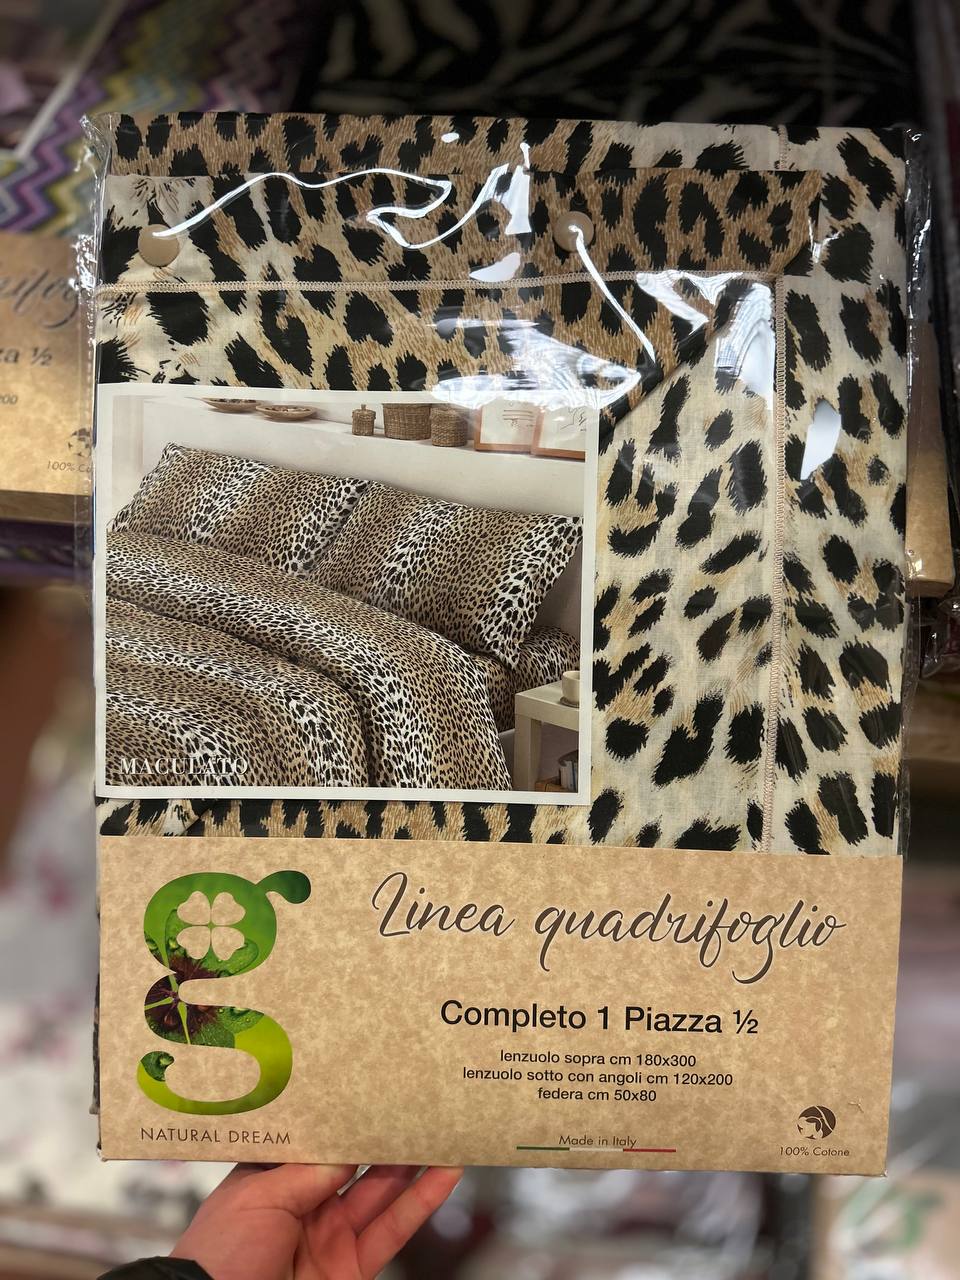 MACULATO
Linea quadrifoglio
Completo 1 Piazza ½
lenzuolo sopra cm 180x300
lenzuolo sotto con angoli cm 120x200
federa cm 50x80
g
NATURAL DREAM
Made in Italy
100% Cotone